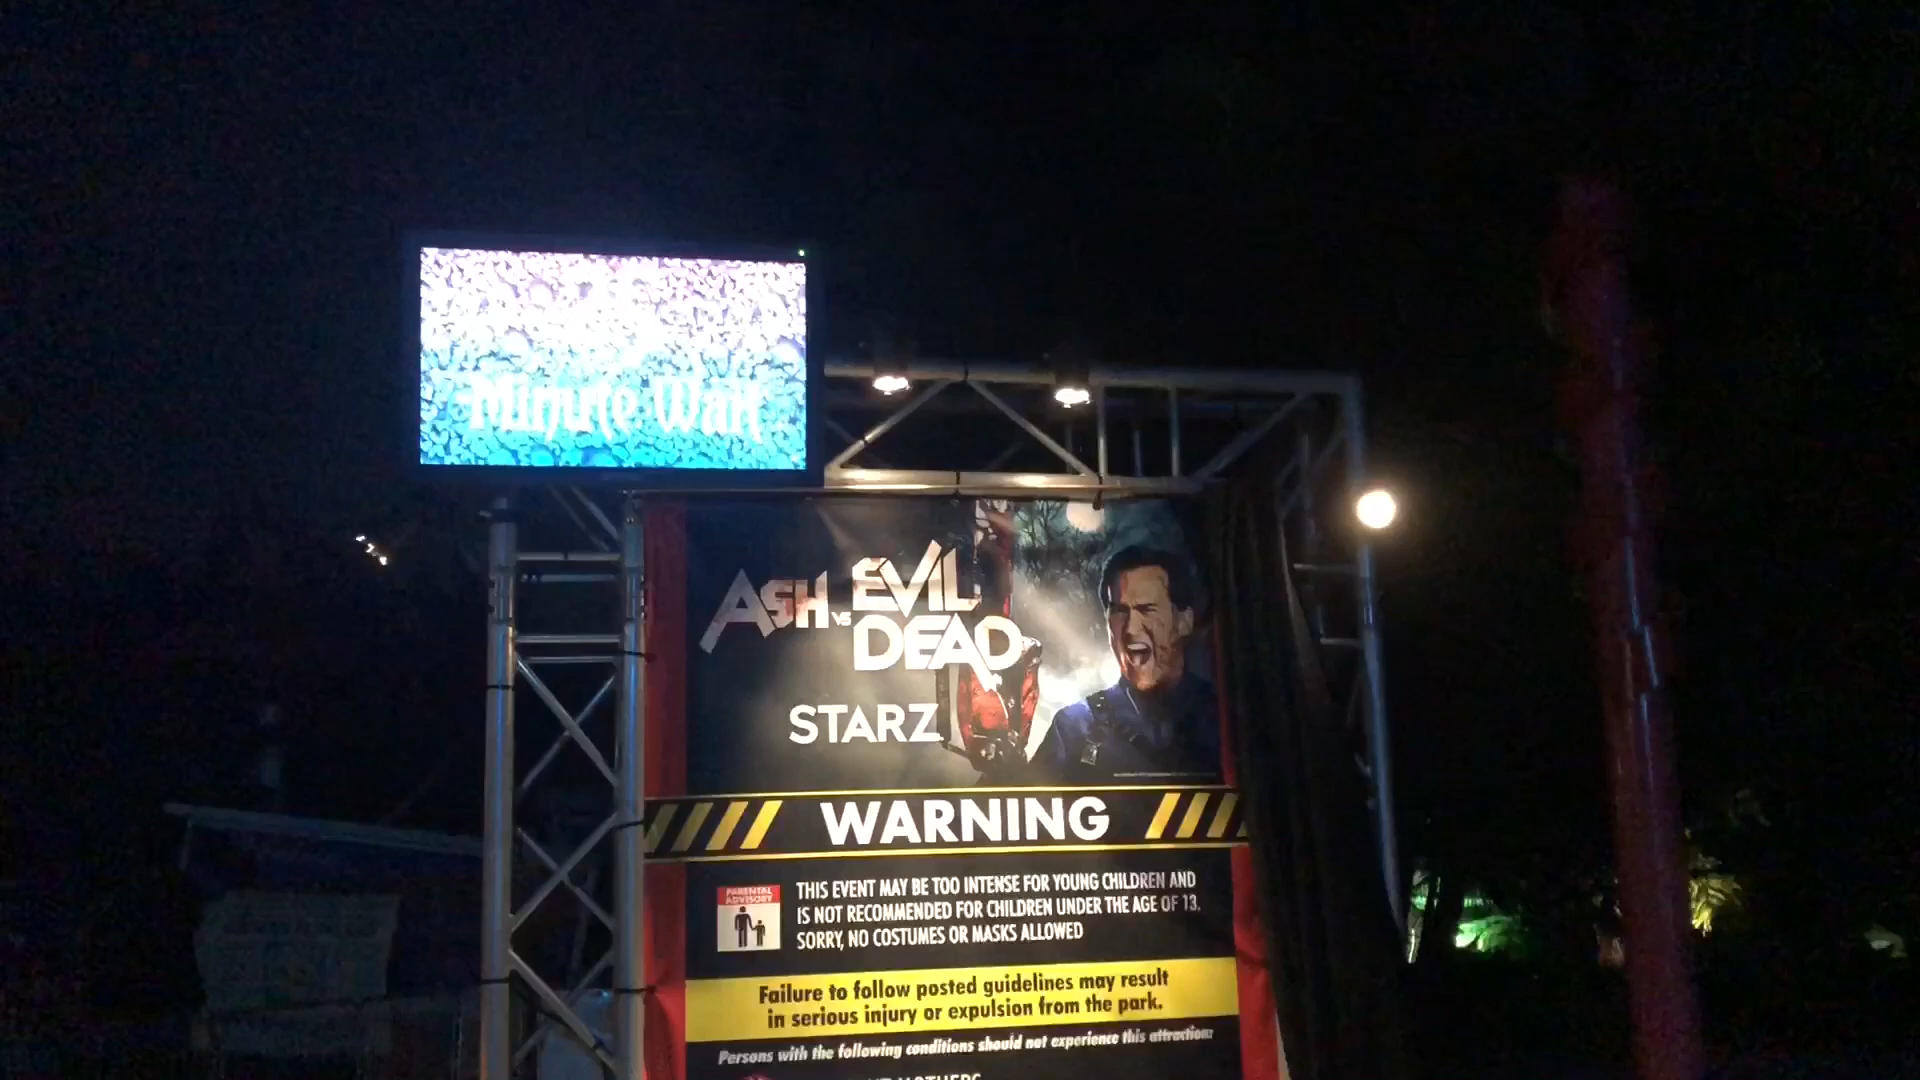 Minute Wait
ASH vs EVIL DEAD
STARZ
WARNING
PARENTAL
ADVISORY
THIS EVENT MAY BE TOO INTENSE FOR YOUNG CHILDREN AND
IS NOT RECOMMENDED FOR CHILDREN UNDER THE AGE OF 13.
SORRY, NO COSTUMES OR MASKS ALLOWED
Failure to follow posted guidelines may result
in serious injury or expulsion from the park.
Persons with the following conditions should not experience this attraction: